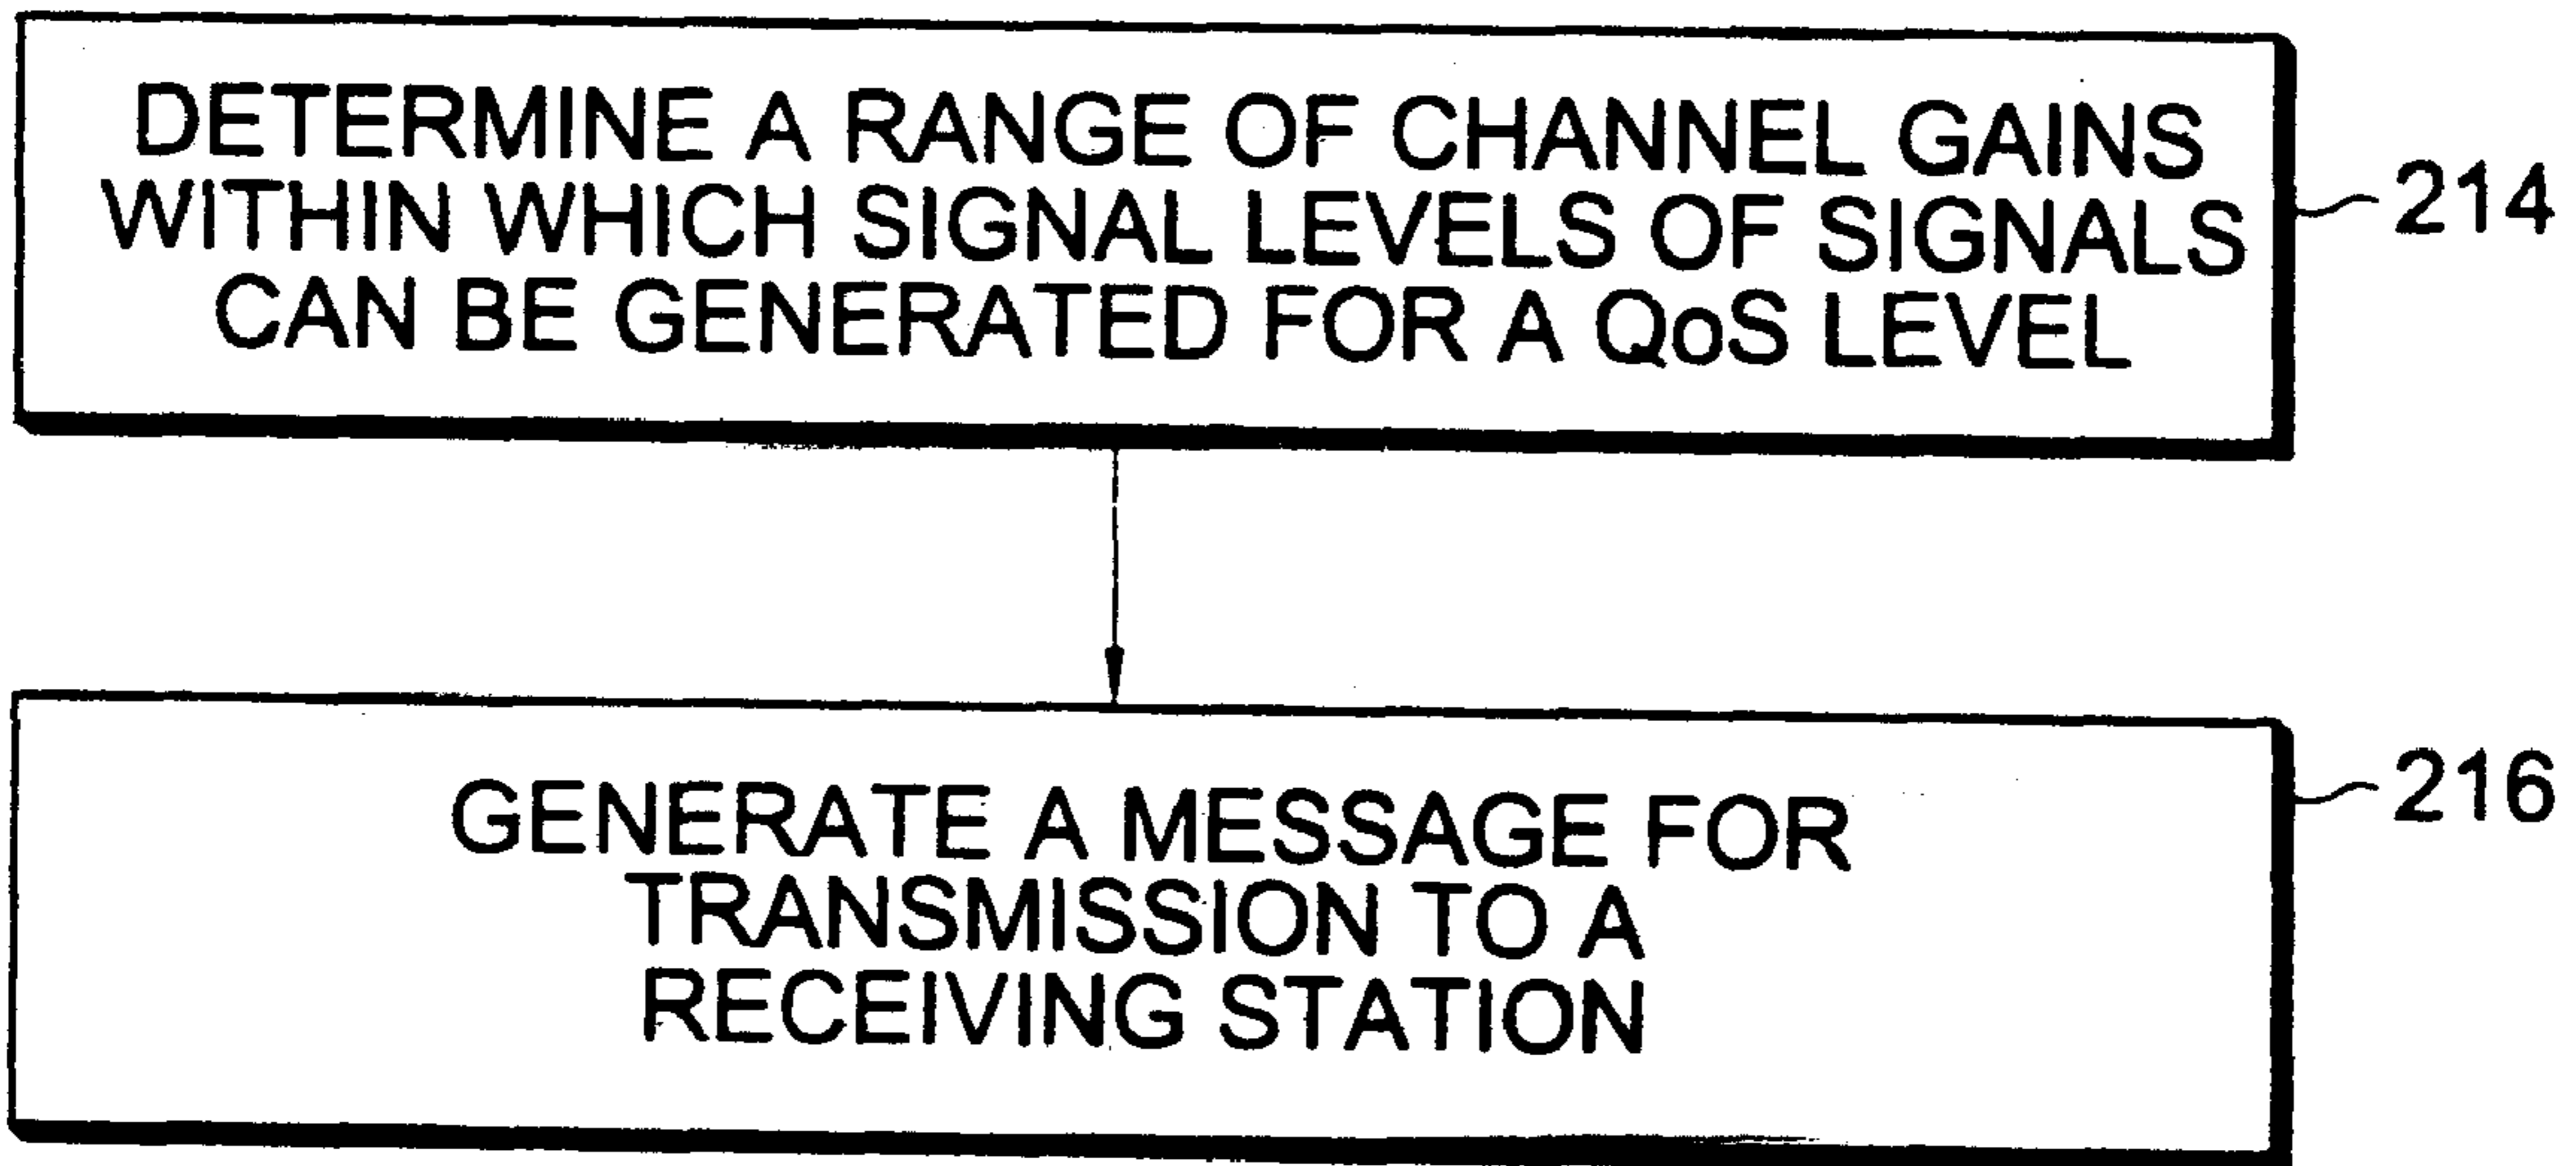 DETERMINE A RANGE OF CHANNEL GAINS
WITHIN WHICH SIGNAL LEVELS OF SIGNALS
CAN BE GENERATED FOR A QoS LEVEL
214
GENERATE A MESSAGE FOR
TRANSMISSION TO A
RECEIVING STATION
216